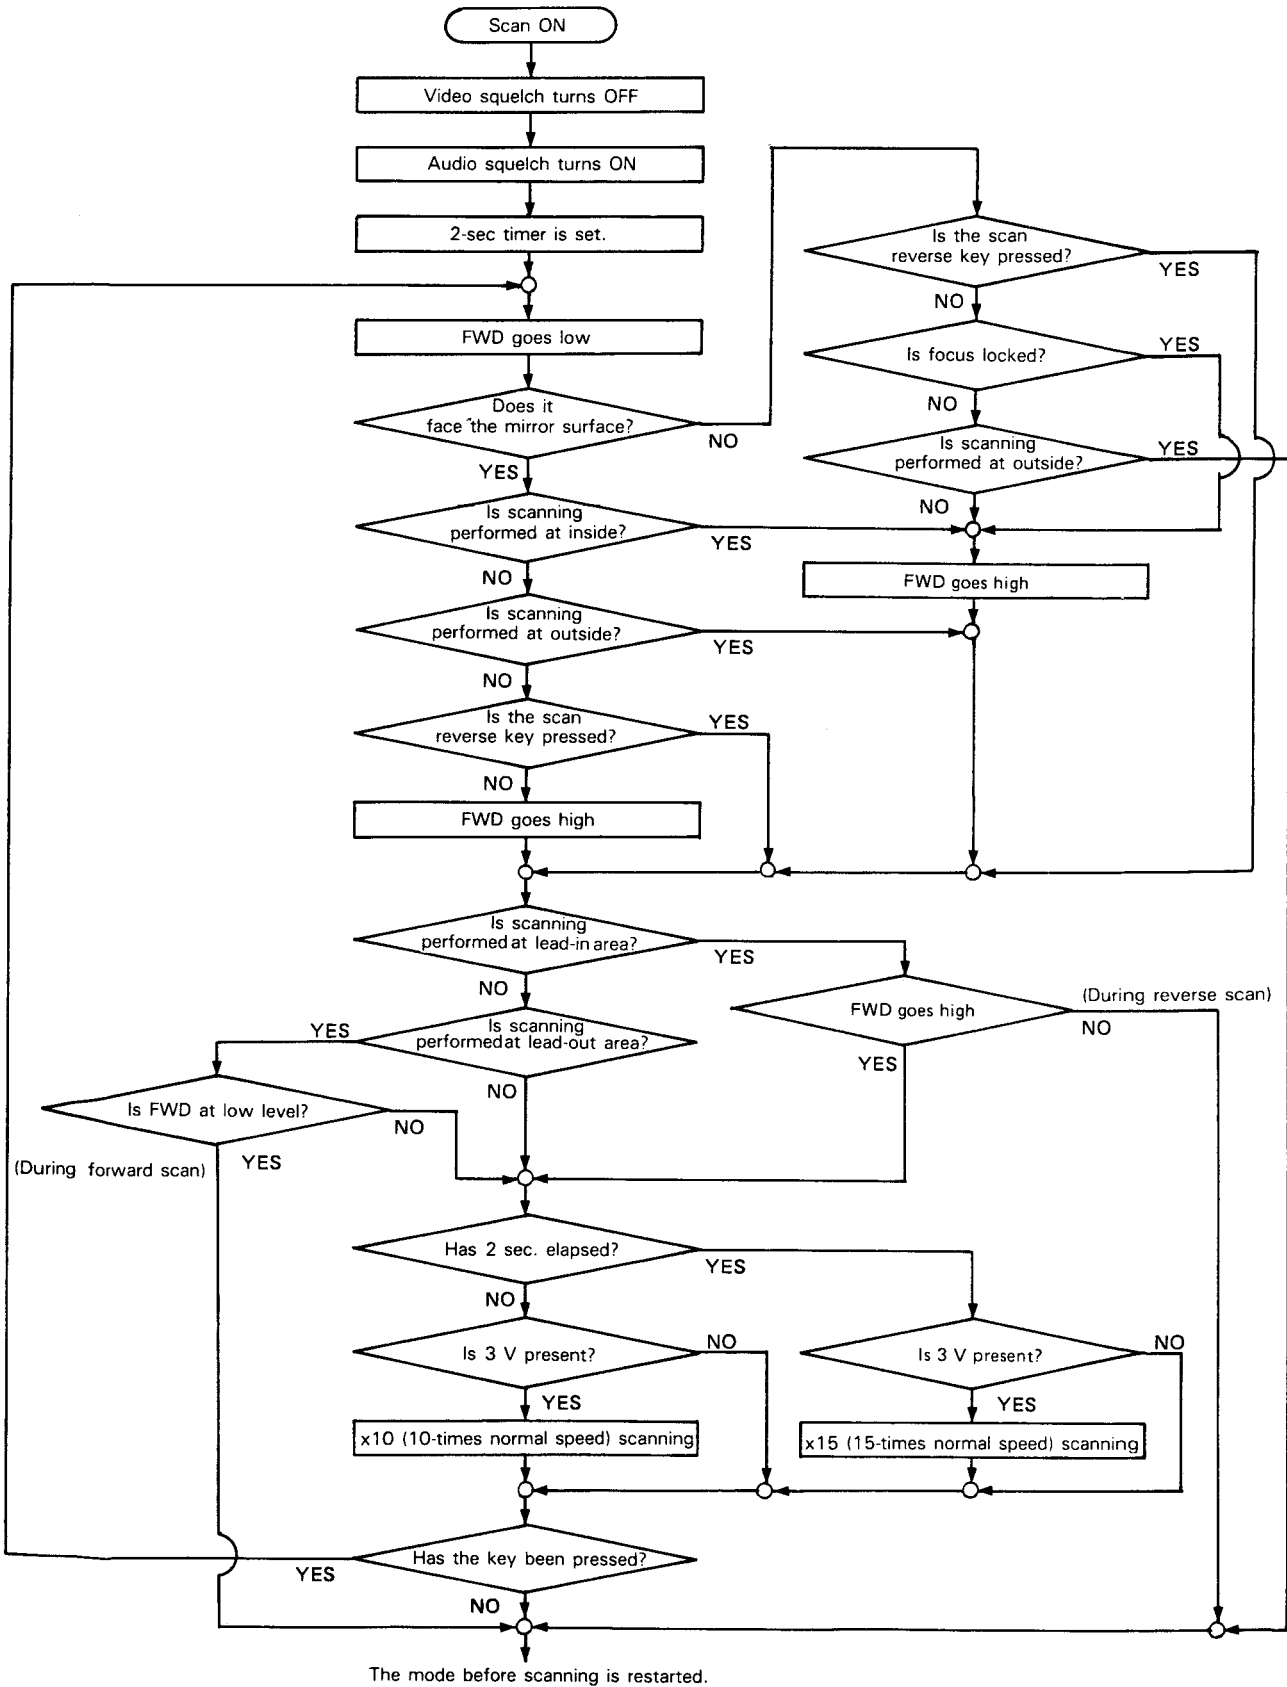 Scan ON
Video squelch turns OFF
Audio squelch turns ON
2-sec timer is set.
FWD goes low
Does it
face the mirror surface?
NO
YES
Is scanning
performed at inside?
YES
NO
Is scanning
performed at outside?
YES
NO
Is the scan
reverse key pressed?
YES
NO
FWD goes high
Is the scan
reverse key pressed?
YES
NO
Is focus locked?
YES
NO
Is scanning
performed at outside?
YES
NO
FWD goes high
Is scanning
performed at lead-in area?
YES
NO
FWD goes high
(During reverse scan)
NO
YES
Is scanning
performed at lead-out area?
YES
NO
Is FWD at low level?
NO
(During forward scan)
YES
Has 2 sec. elapsed?
YES
NO
Is 3 V present?
NO
YES
x10 (10-times normal speed) scanning
Is 3 V present?
NO
YES
x15 (15-times normal speed) scanning
Has the key been pressed?
YES
NO
The mode before scanning is restarted.